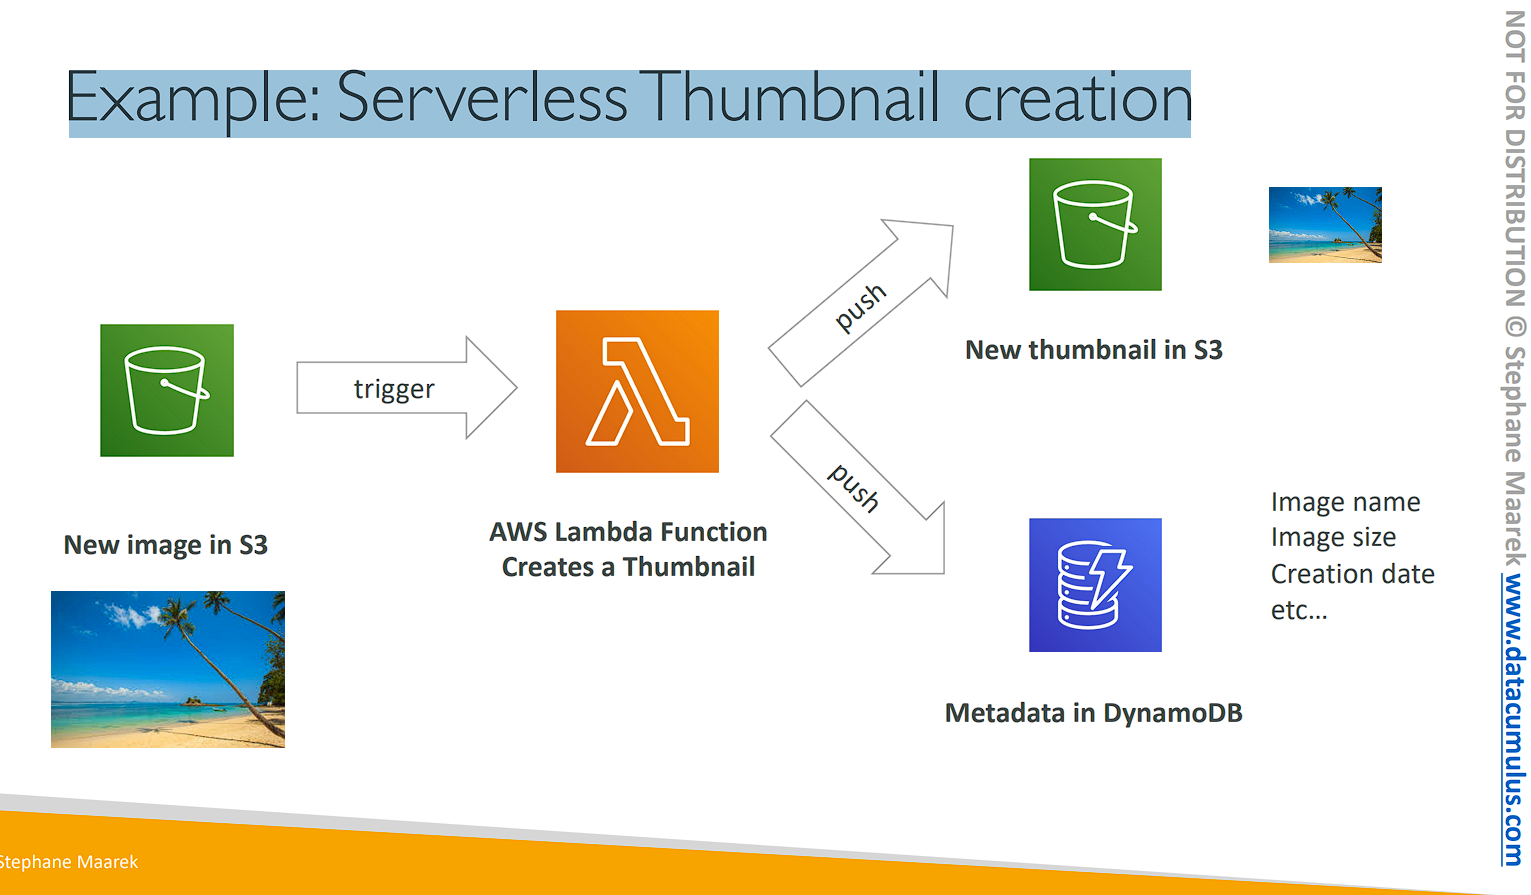 Example: Serverless Thumbnail creation
trigger
push
push
New image in S3
AWS Lambda Function
Creates a Thumbnail
New thumbnail in S3
Image name
Image size
Creation date
etc...
Metadata in DynamoDB
Stephane Maarek
NOT FOR DISTRIBUTION © Stephane Maarek www.datacumulus.com